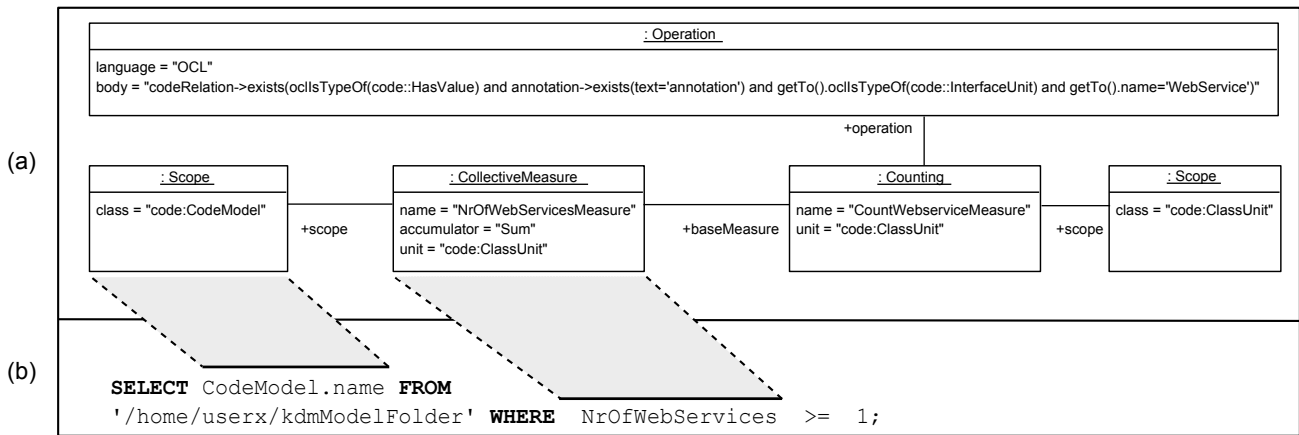 : Operation
language = "OCL"
body = "codeRelation->exists(oclIsTypeOf(code::HasValue) and annotation->exists(text='annotation') and getTo().oclIsTypeOf(code::InterfaceUnit) and getTo().name='WebService')"
+operation
(a)
: Scope
class = "code:CodeModel"
+scope
: CollectiveMeasure
name = "NrOfWebServicesMeasure"
accumulator = "Sum"
unit = "code:ClassUnit"
+baseMeasure
: Counting
name = "CountWebserviceMeasure"
unit = "code:ClassUnit"
+scope
: Scope
class = "code:ClassUnit"
(b)
SELECT CodeModel.name FROM
'/home/userx/kdmModelFolder' WHERE NrOfWebServices >= 1;